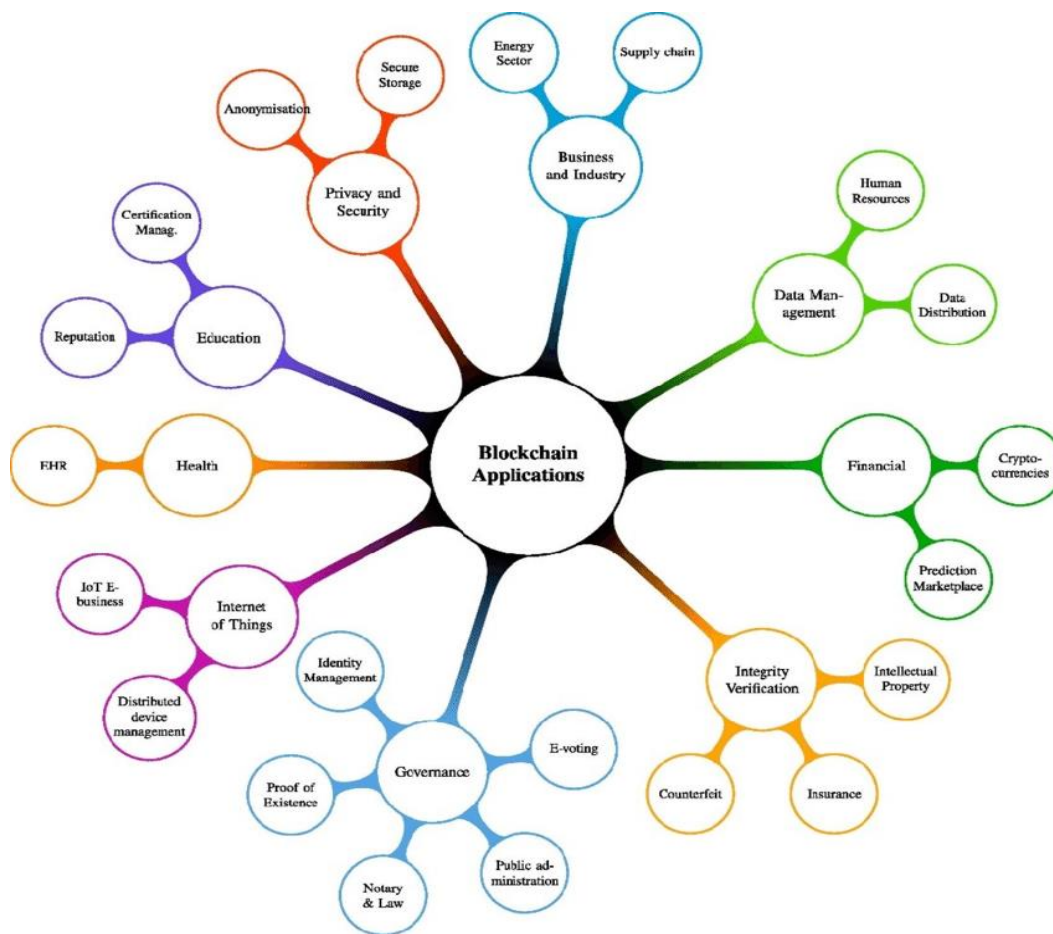 Blockchain
Applications
Business
and Industry
Energy
Sector
Supply chain
Data Man-
agement
Human
Resources
Data
Distribution
Financial
Crypto-
currencies
Prediction
Marketplace
Integrity
Verification
Intellectual
Property
Insurance
Counterfeit
Governance
E-voting
Public ad-
ministration
Notary
& Law
Proof of
Existence
Identity
Management
Internet
of Things
Distributed
device
management
IoT E-
business
Health
EHR
Education
Reputation
Certification
Manag.
Privacy and
Security
Anonymisation
Secure
Storage